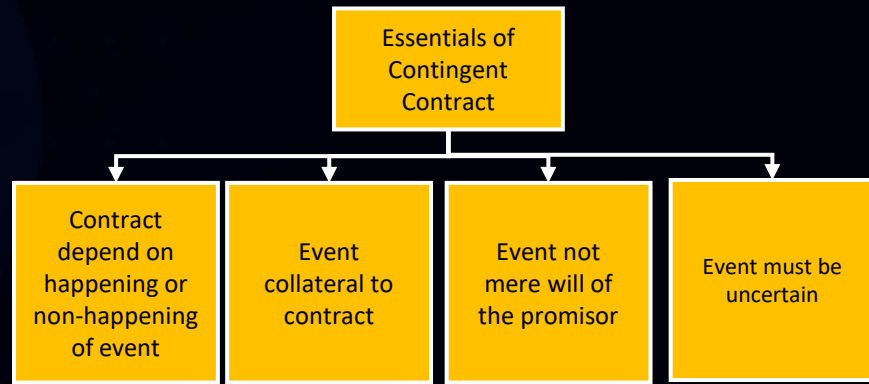 Essentials of
Contingent
Contract
Contract
depend on
happening or
non-happening
of event
Event
collateral to
contract
Event not
mere will of
the promisor
Event must be
uncertain